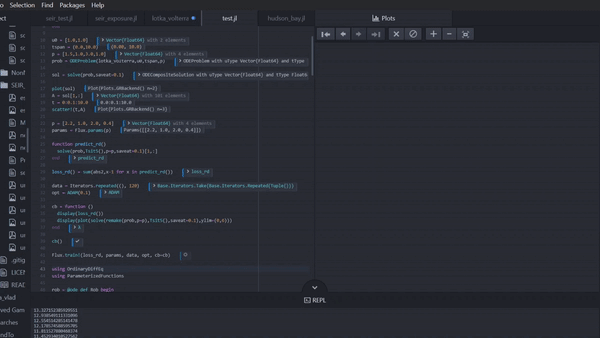 Selection Find Packages Help
seir_test.jl seir_exposure.jl lotka_volterra test.jl hudson_bay.jl Plots
u0 = [1.0,1.0] Vector{Float64} with 2 elements
tspan = (0.0,10.0) (0.00, 10.0)
p = [1.5,1.0,3.0,1.0] Vector{Float64} with 4 elements
prob = ODEProblem(lotka_volterra,u0,tspan,p) ODEProblem with uType Vector{Float64} and tType
sol = solve(prob,saveat=0.1) ODECompositeSolution with uType Vector{Float64} and tType Float6
plot(sol) Plot{Plots.GRBackend() n=2}
A = sol[1,:] Vector{Float64} with 101 elements
t = 0:0.1:10.0 0.0:0.1:10.0
scatter!(t,A) Plot{Plots.GRBackend() n=3}
p = [2.2, 1.0, 2.0, 0.4] Vector{Float64} with 4 elements
params = Flux.params(p) Params([[2.2, 1.0, 2.0, 0.4]])
function predict_rd()
solve(prob,Tsit5(),p=p,saveat=0.1)[1,:]
end predict_rd
loss_rd() = sum(abs2,x-1 for x in predict_rd()) loss_rd
data = Iterators.repeated((), 120) Base.Iterators.Take{Base.Iterators.Repeated{Tuple{}}}
opt = ADAM(0.1) ADAM
cb = function ()
display(loss_rd())
display(plot(solve(remake(prob,p=p),Tsit5(),saveat=0.1),ylim=(0,6)))
end λ
cb() ✓
Flux.train!(loss_rd, params, data, opt, cb=cb)
using OrdinaryDiffEq
using ParameterizedFunctions
rob = @ode_def Rob begin
.gitig
LICEN
READ
s_vlad
ved Gam
arches
ndTo
REPL